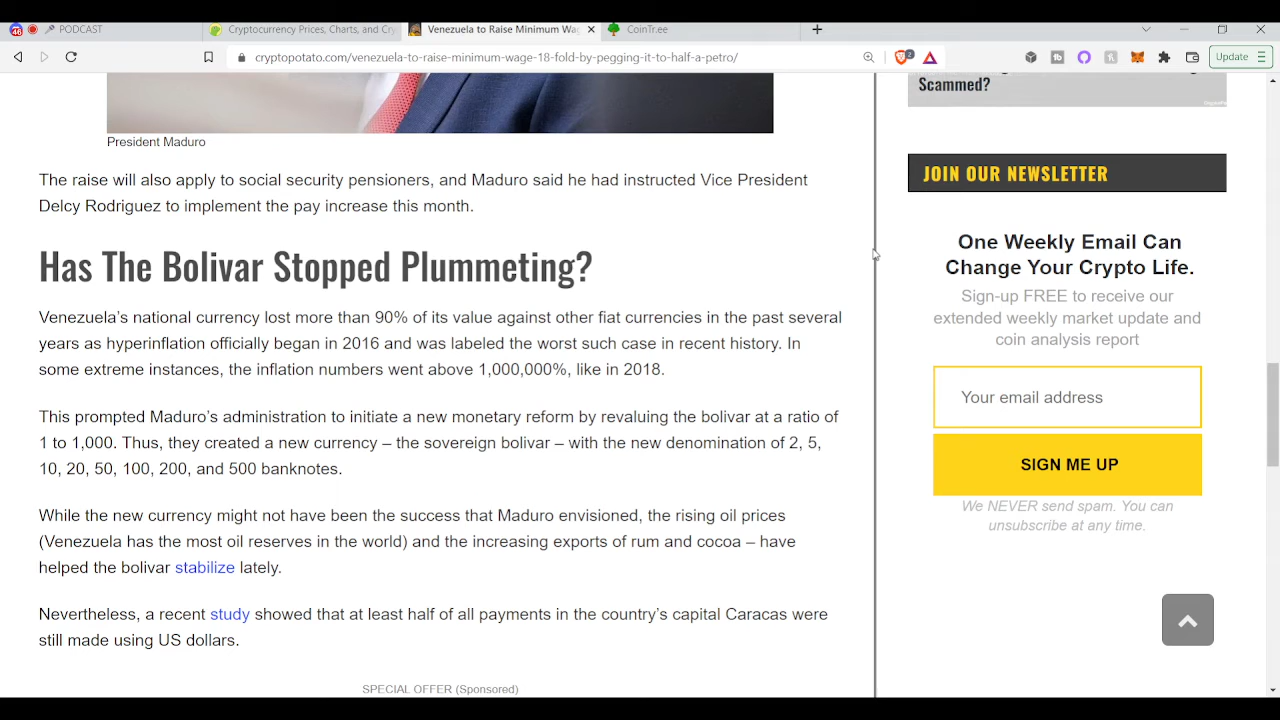 46
PODCAST
Cryptocurrency Prices, Charts, and Cry
Venezuela to Raise Minimum Wa
CoinTree
cryptopotato.com/venezuela-to-raise-minimum-wage-18-fold-by-pegging-it-to-half-a-petro/
2
Update
Scammed?
President Maduro
The raise will also apply to social security pensioners, and Maduro said he had instructed Vice President
Delcy Rodriguez to implement the pay increase this month.
Has The Bolivar Stopped Plummeting?
Venezuela's national currency lost more than 90% of its value against other fiat currencies in the past several
years as hyperinflation officially began in 2016 and was labeled the worst such case in recent history. In
some extreme instances, the inflation numbers went above 1,000,000%, like in 2018.
This prompted Maduro's administration to initiate a new monetary reform by revaluing the bolivar at a ratio of
1 to 1,000. Thus, they created a new currency – the sovereign bolivar – with the new denomination of 2, 5,
10, 20, 50, 100, 200, and 500 banknotes.
While the new currency might not have been the success that Maduro envisioned, the rising oil prices
(Venezuela has the most oil reserves in the world) and the increasing exports of rum and cocoa – have
helped the bolivar stabilize lately.
Nevertheless, a recent study showed that at least half of all payments in the country's capital Caracas were
still made using US dollars.
SPECIAL OFFER (Sponsored)
JOIN OUR NEWSLETTER
One Weekly Email Can
Change Your Crypto Life.
Sign-up FREE to receive our
extended weekly market update and
coin analysis report
Your email address
SIGN ME UP
We NEVER send spam. You can
unsubscribe at any time.